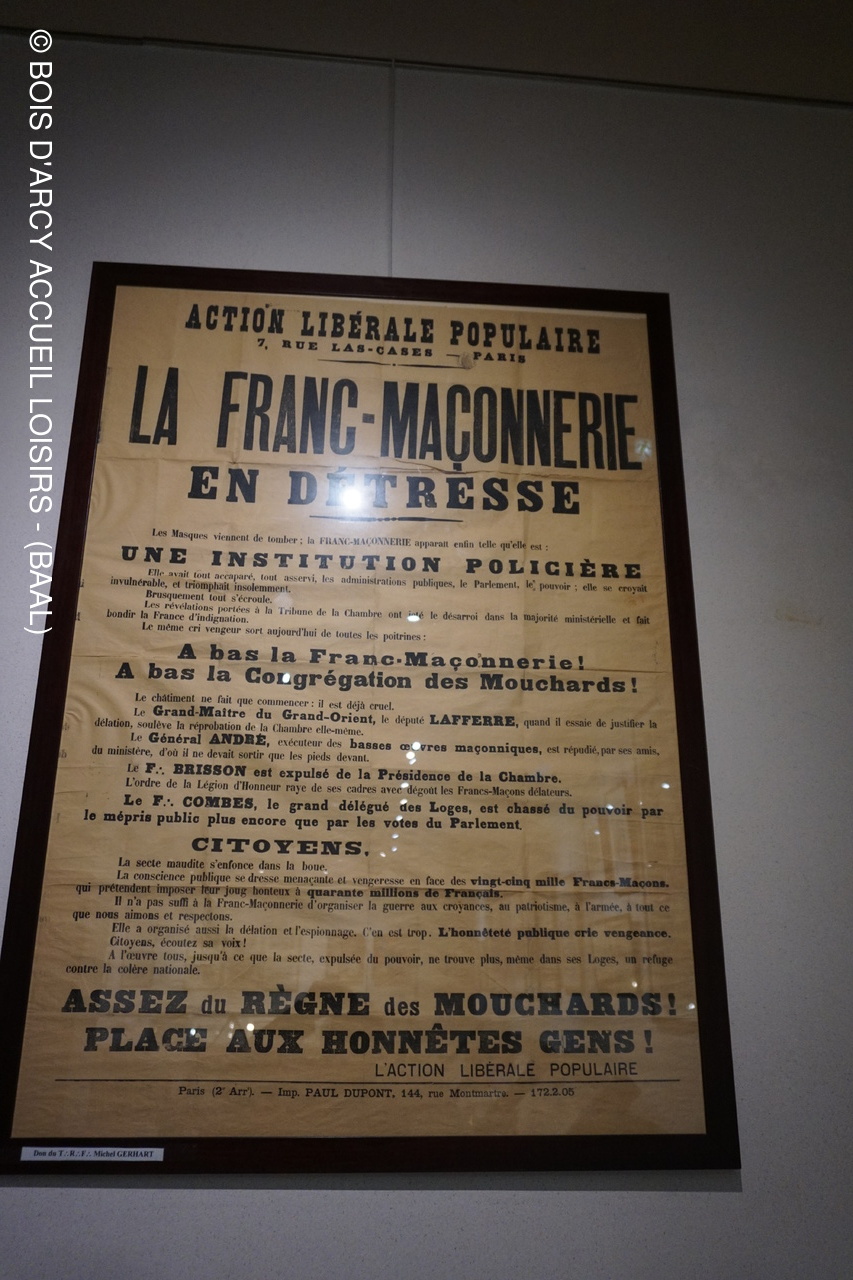 © BOIS D'ARCY ACCUEIL LOISIRS - (BAAL)
ACTION LIBÉRALE POPULAIRE
7, RUE LAS-CASES — PARIS
LA FRANC-MAÇONNERIE
EN DÉTRESSE
Les Masques viennent de tomber ; la FRANC-MAÇONNERIE apparaît enfin telle qu'elle est :
UNE INSTITUTION POLICIÈRE
Elle avait tout accaparé, tout asservi, les administrations publiques, le Parlement, le pouvoir ; elle se croyait
invulnérable, et triomphait insolemment.
Brusquement tout s'écroule.
Les révélations portées à la Tribune de la Chambre ont jeté le désarroi dans la majorité ministérielle et fait
bondir la France d'indignation.
Le même cri vengeur sort aujourd'hui de toutes les poitrines :
A bas la Franc-Maçonnerie !
A bas la Congrégation des Mouchards !
Le châtiment ne fait que commencer : il est déjà cruel.
Le Grand-Maître du Grand-Orient, le député LAFFERRE, quand il essaie de justifier la
délation, soulève la réprobation de la Chambre elle-même.
Le Général ANDRÉ, exécuteur des basses œuvres maçonniques, est répudié, par ses amis,
du ministère, d'où il ne devait sortir que les pieds devant.
Le F∴ BRISSON est expulsé de la Présidence de la Chambre.
L'ordre de la Légion d'Honneur raye de ses cadres avec dégoût les Francs-Maçons délateurs.
Le F∴ COMBES, le grand délégué des Loges, est chassé du pouvoir par
le mépris public plus encore que par les votes du Parlement.
CITOYENS,
La secte maudite s'enfonce dans la boue.
La conscience publique se dresse menaçante et vengeresse en face des vingt-cinq mille Francs-Maçons,
qui prétendent imposer leur joug honteux à quarante millions de Français.
Il n'a pas suffi à la Franc-Maçonnerie d'organiser la guerre aux croyances, au patriotisme, à l'armée, à tout ce
que nous aimons et respectons.
Elle a organisé aussi la délation et l'espionnage. C'en est trop. L'honnêteté publique crie vengeance.
Citoyens, écoutez sa voix !
A l'œuvre tous, jusqu'à ce que la secte, expulsée du pouvoir, ne trouve plus, même dans ses Loges, un refuge
contre la colère nationale.
ASSEZ du RÈGNE des MOUCHARDS !
PLACE AUX HONNÊTES GENS !
L'ACTION LIBÉRALE POPULAIRE
Paris (2e Arrt). — Imp. PAUL DUPONT, 144, rue Montmartre. — 172.2.05
Don du T∴R∴F∴ Michel GERHART